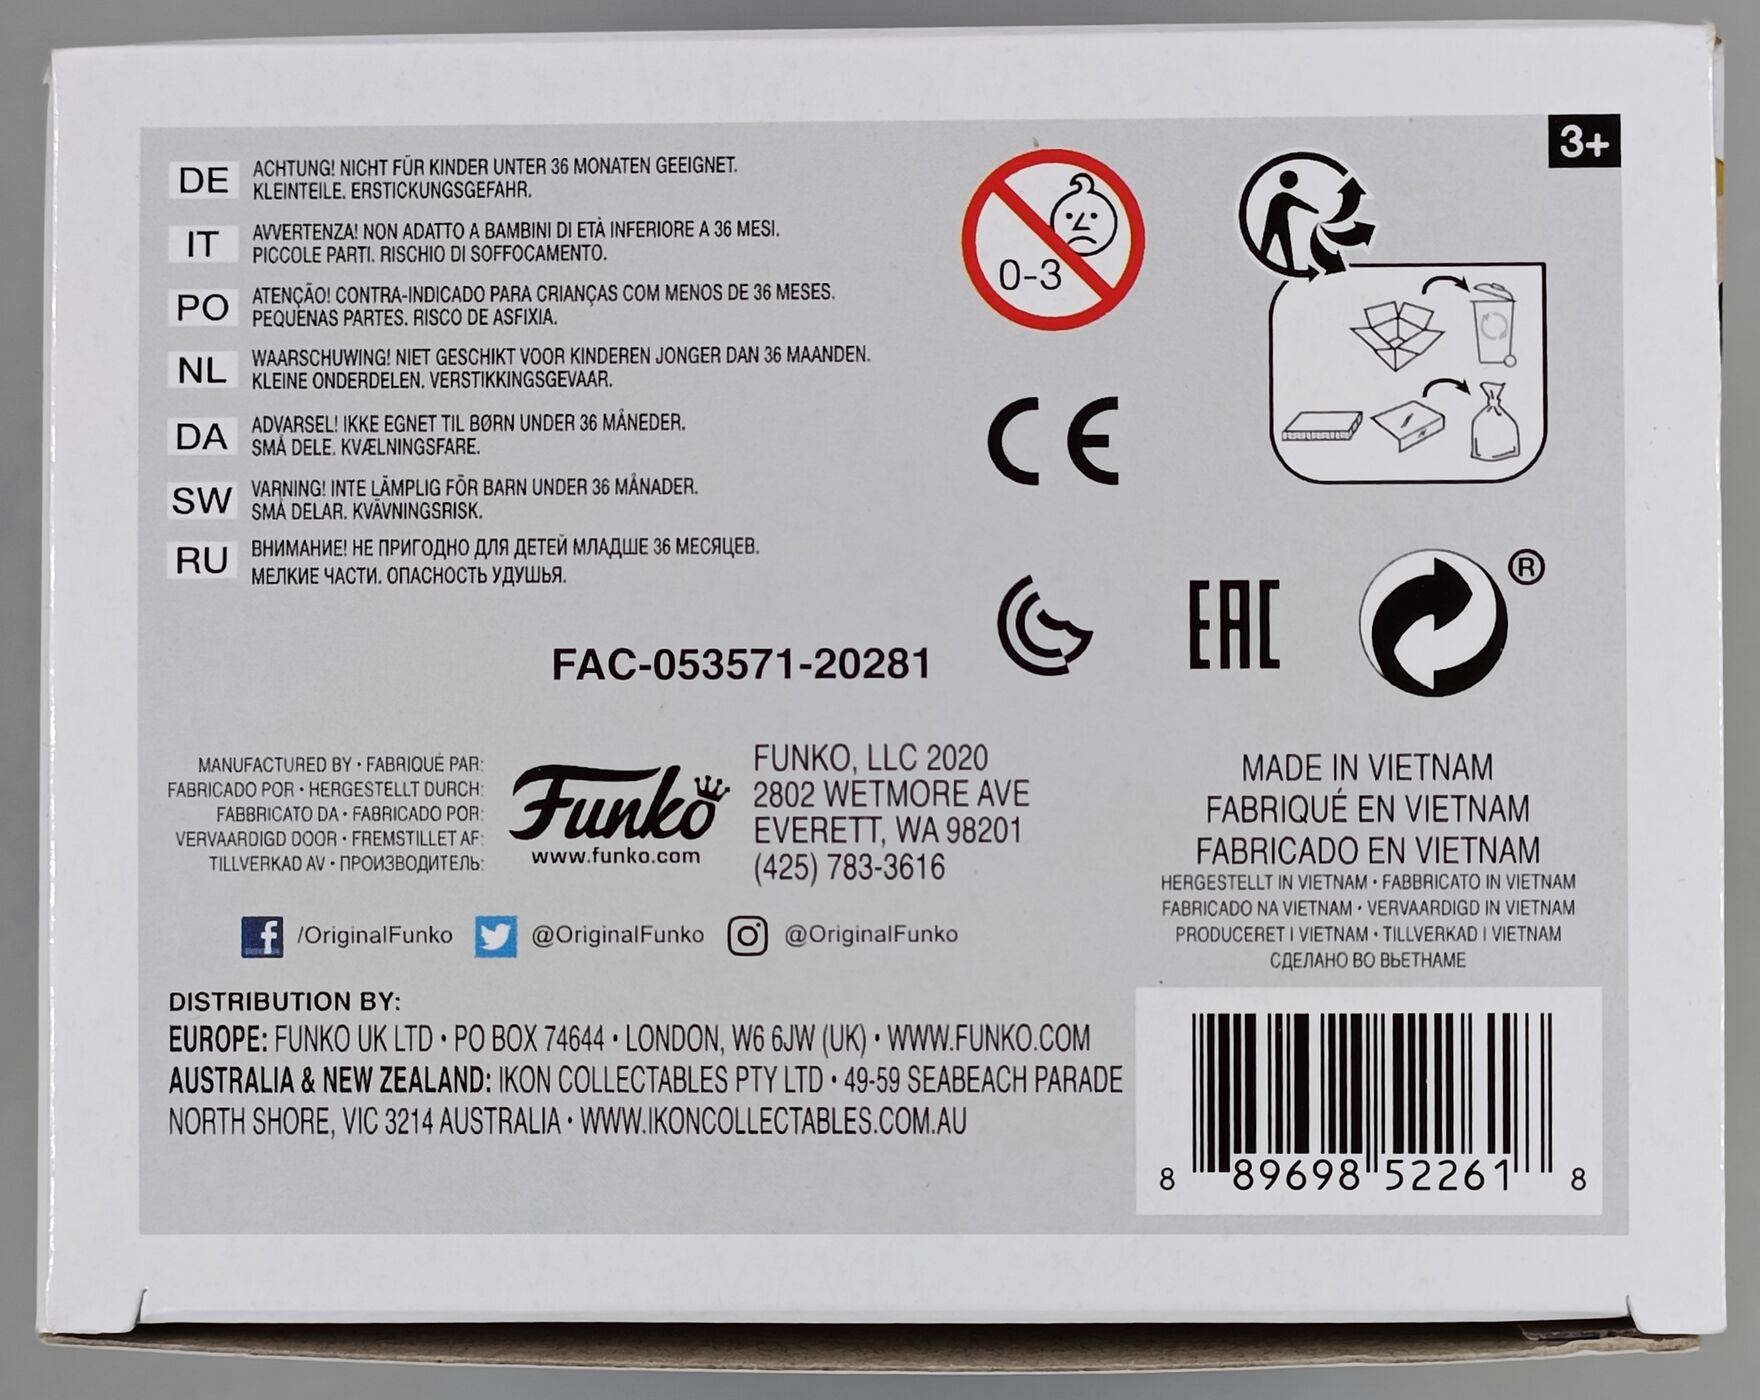 3+
DE ACHTUNG! NICHT FÜR KINDER UNTER 36 MONATEN GEEIGNET.
KLEINTEILE. ERSTICKUNGSGEFAHR.
IT AVVERTENZA! NON ADATTO A BAMBINI DI ETÀ INFERIORE A 36 MESI.
PICCOLE PARTI. RISCHIO DI SOFFOCAMENTO.
PO ATENÇÃO! CONTRA-INDICADO PARA CRIANÇAS COM MENOS DE 36 MESES.
PEQUENAS PARTES. RISCO DE ASFIXIA.
NL WAARSCHUWING! NIET GESCHIKT VOOR KINDEREN JONGER DAN 36 MAANDEN.
KLEINE ONDERDELEN. VERSTIKKINGSGEVAAR.
DA ADVARSEL! IKKE EGNET TIL BØRN UNDER 36 MÅNEDER.
SMÅ DELE. KVÆLNINGSFARE.
SW VARNING! INTE LÄMPLIG FÖR BARN UNDER 36 MÅNADER.
SMÅ DELAR. KVÄVNINGSRISK.
RU ВНИМАНИЕ! НЕ ПРИГОДНО ДЛЯ ДЕТЕЙ МЛАДШЕ 36 МЕСЯЦЕВ.
МЕЛКИЕ ЧАСТИ. ОПАСНОСТЬ УДУШЬЯ.
0-3
CE
EAC
®
FAC-053571-20281
MANUFACTURED BY • FABRIQUÉ PAR:
FABRICADO POR • HERGESTELLT DURCH:
FABBRICATO DA • FABRICADO POR:
VERVAARDIGD DOOR • FREMSTILLET AF:
TILLVERKAD AV • ПРОИЗВОДИТЕЛЬ:
Funko
www.funko.com
FUNKO, LLC 2020
2802 WETMORE AVE
EVERETT, WA 98201
(425) 783-3616
MADE IN VIETNAM
FABRIQUÉ EN VIETNAM
FABRICADO EN VIETNAM
HERGESTELLT IN VIETNAM • FABBRICATO IN VIETNAM
FABRICADO NA VIETNAM • VERVAARDIGD IN VIETNAM
PRODUCERET I VIETNAM • TILLVERKAD I VIETNAM
СДЕЛАНО ВО ВЬЕТНАМЕ
f /OriginalFunko @OriginalFunko @OriginalFunko
DISTRIBUTION BY:
EUROPE: FUNKO UK LTD • PO BOX 74644 • LONDON, W6 6JW (UK) • WWW.FUNKO.COM
AUSTRALIA & NEW ZEALAND: IKON COLLECTABLES PTY LTD • 49-59 SEABEACH PARADE
NORTH SHORE, VIC 3214 AUSTRALIA • WWW.IKONCOLLECTABLES.COM.AU
8 89698 52261 8